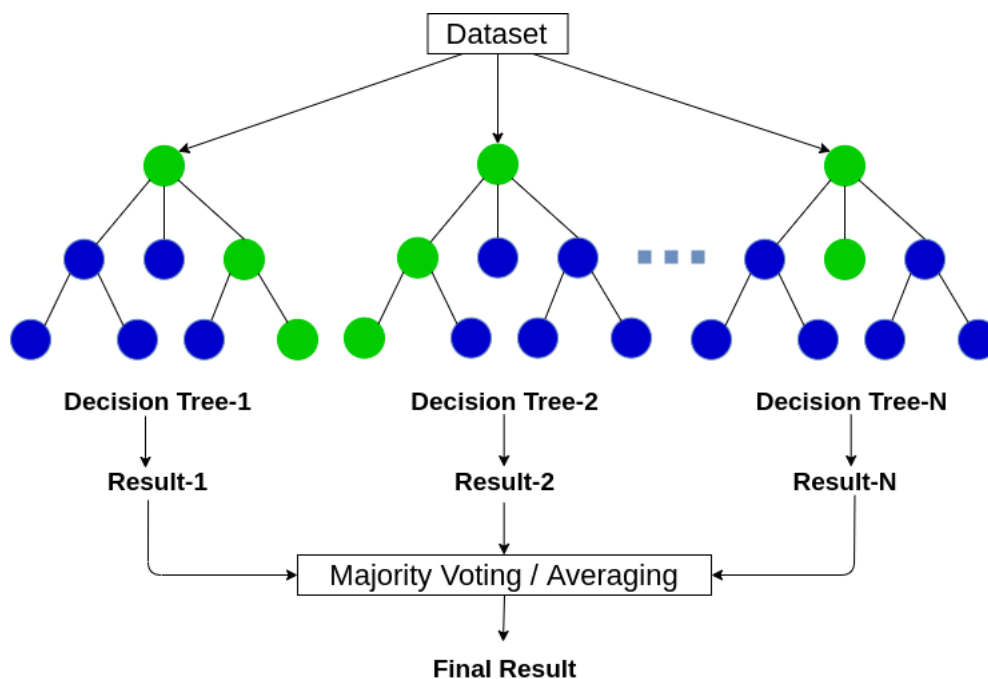 Dataset
Decision Tree-1
Decision Tree-2
Decision Tree-N
Result-1
Result-2
Result-N
Majority Voting / Averaging
Final Result